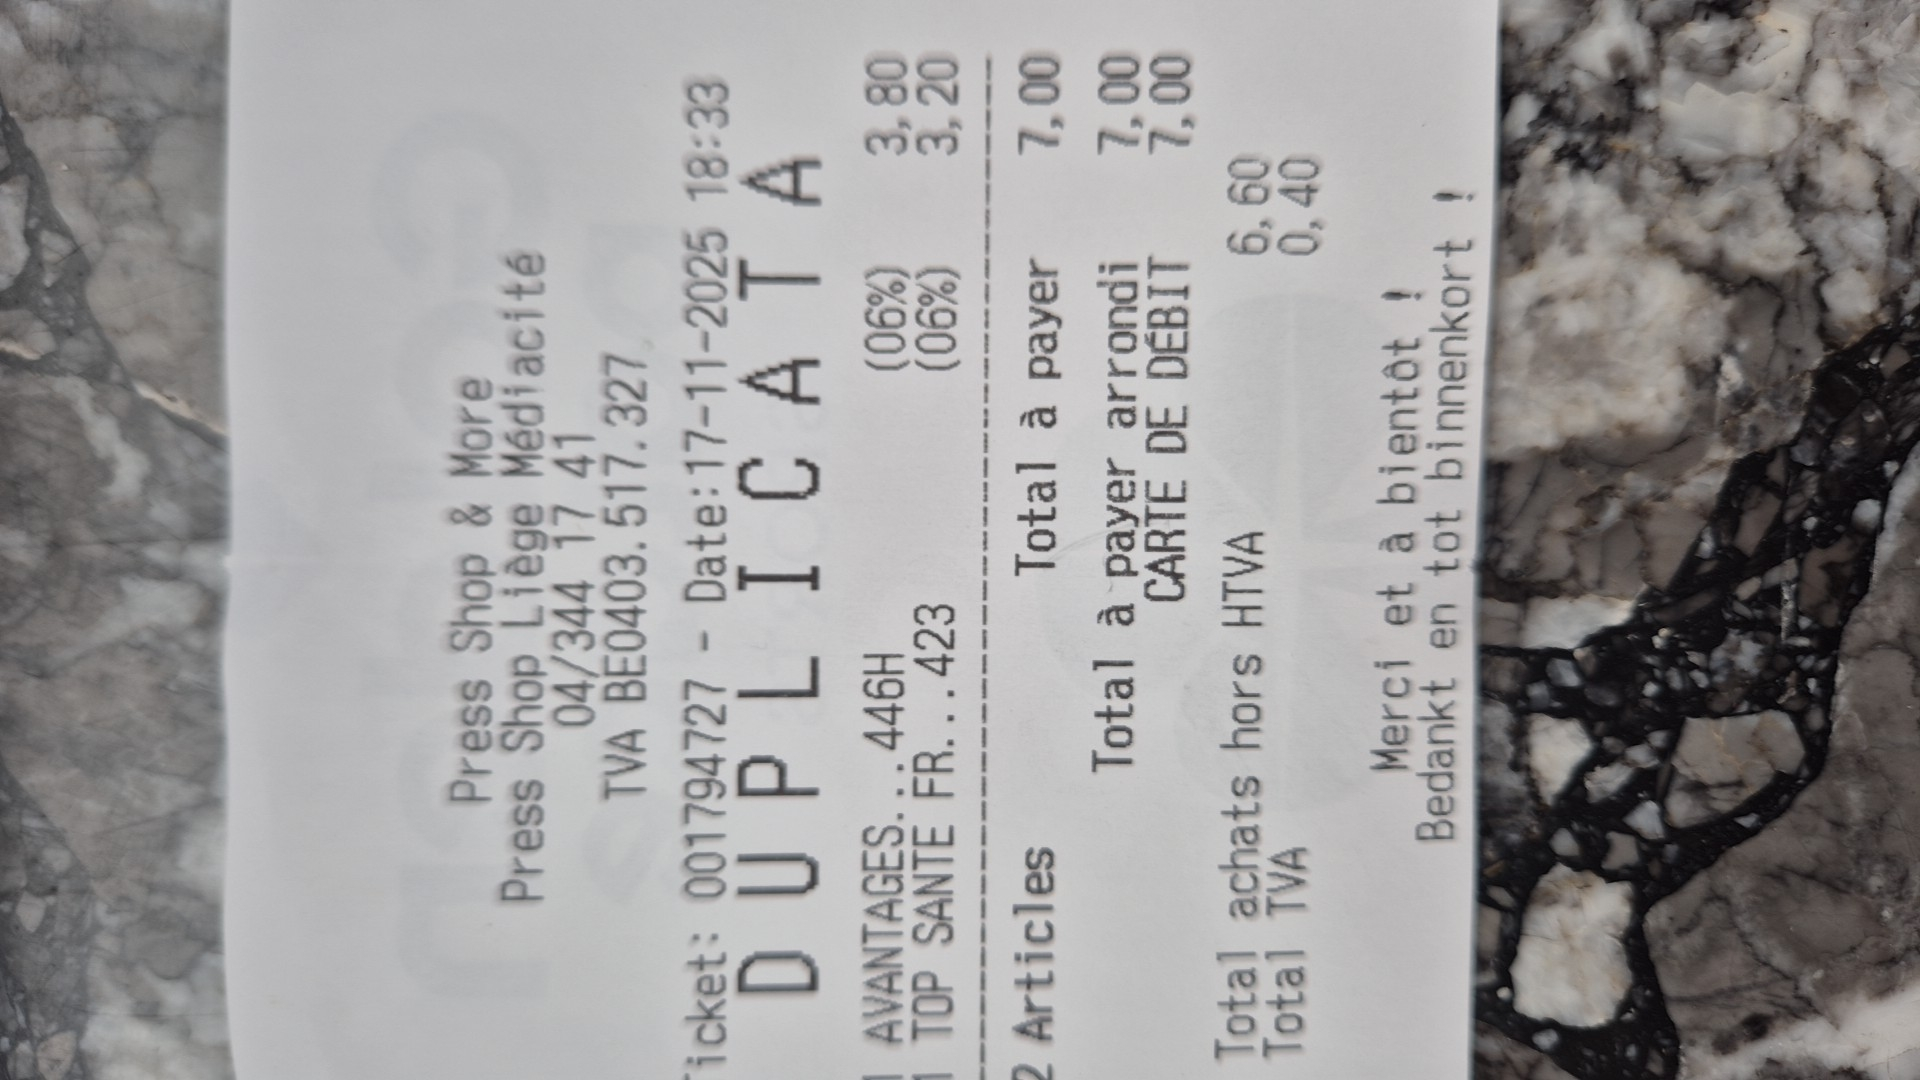 Press Shop & More
Press Shop Liège Médiacité
04/344 17 41
TVA BE0403.517.327
Ticket: 001794727 - Date:17-11-2025 18:33
DUPLICATA
1 AVANTAGES...446H (06%) 3,80
1 TOP SANTE FR...423 (06%) 3,20
2 Articles Total à payer 7,00
Total à payer arrondi 7,00
CARTE DE DÉBIT 7,00
Total achats hors HTVA 6,60
Total TVA 0,40
Merci et à bientôt !
Bedankt en tot binnenkort !